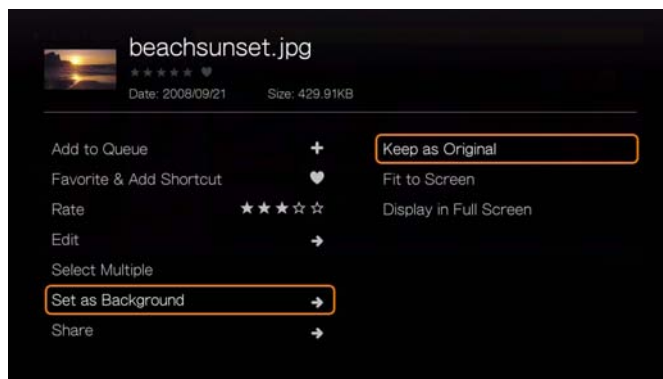 beachsunset.jpg
Date: 2008/09/21 Size: 429.91KB
Add to Queue
Favorite & Add Shortcut
Rate
Edit
Select Multiple
Set as Background
Share
Keep as Original
Fit to Screen
Display in Full Screen